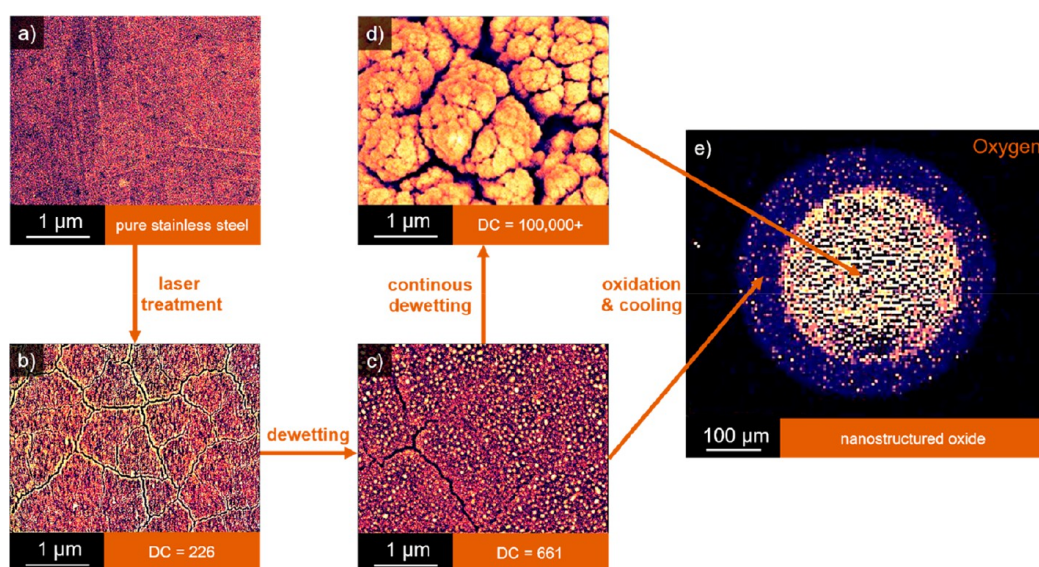 a)
1 µm
pure stainless steel
laser
treatment
b)
1 µm
DC = 226
dewetting
c)
1 µm
DC = 661
continous
dewetting
d)
1 µm
DC = 100,000+
oxidation
& cooling
e)
Oxygen
100 µm
nanostructured oxide